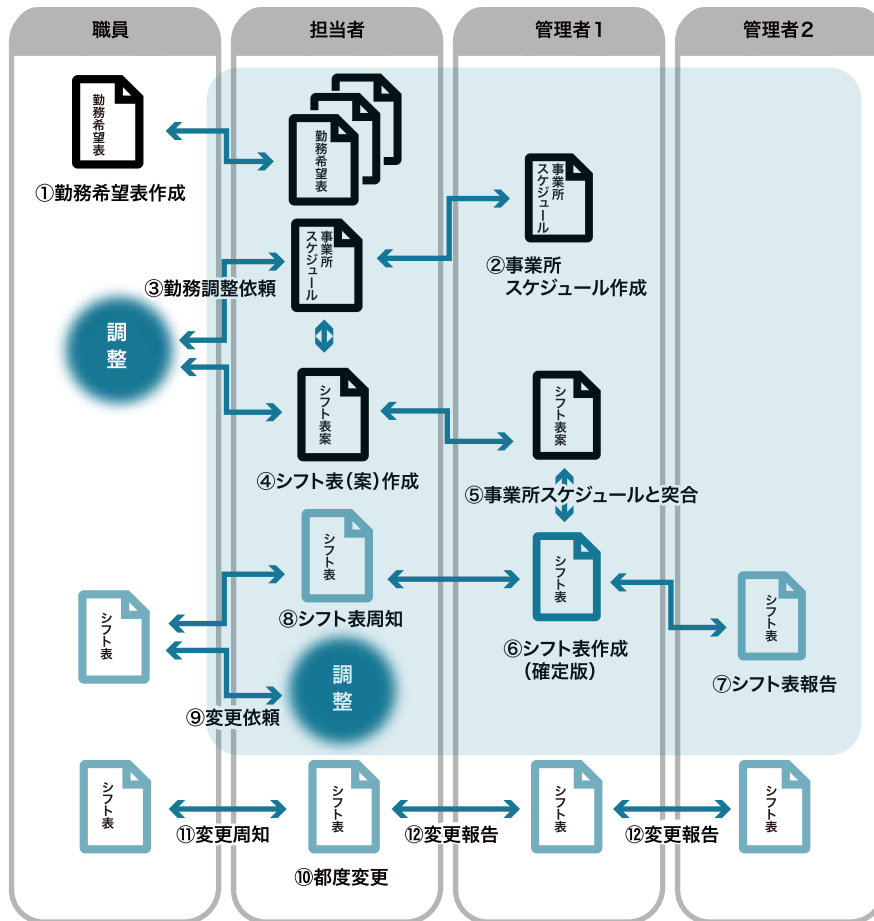 職員
担当者
管理者1
管理者2
勤務希望表
①勤務希望表作成
勤務希望表
事業所
スケジュール
②事業所
スケジュール作成
事業所
スケジュール
③勤務調整依頼
調整
シフト表案
④シフト表（案）作成
シフト表案
⑤事業所スケジュールと突合
シフト表
⑧シフト表周知
シフト表
⑥シフト表作成
（確定版）
シフト表
⑦シフト表報告
シフト表
調整
⑨変更依頼
シフト表
⑪変更周知
シフト表
⑩都度変更
⑫変更報告
シフト表
⑫変更報告
シフト表